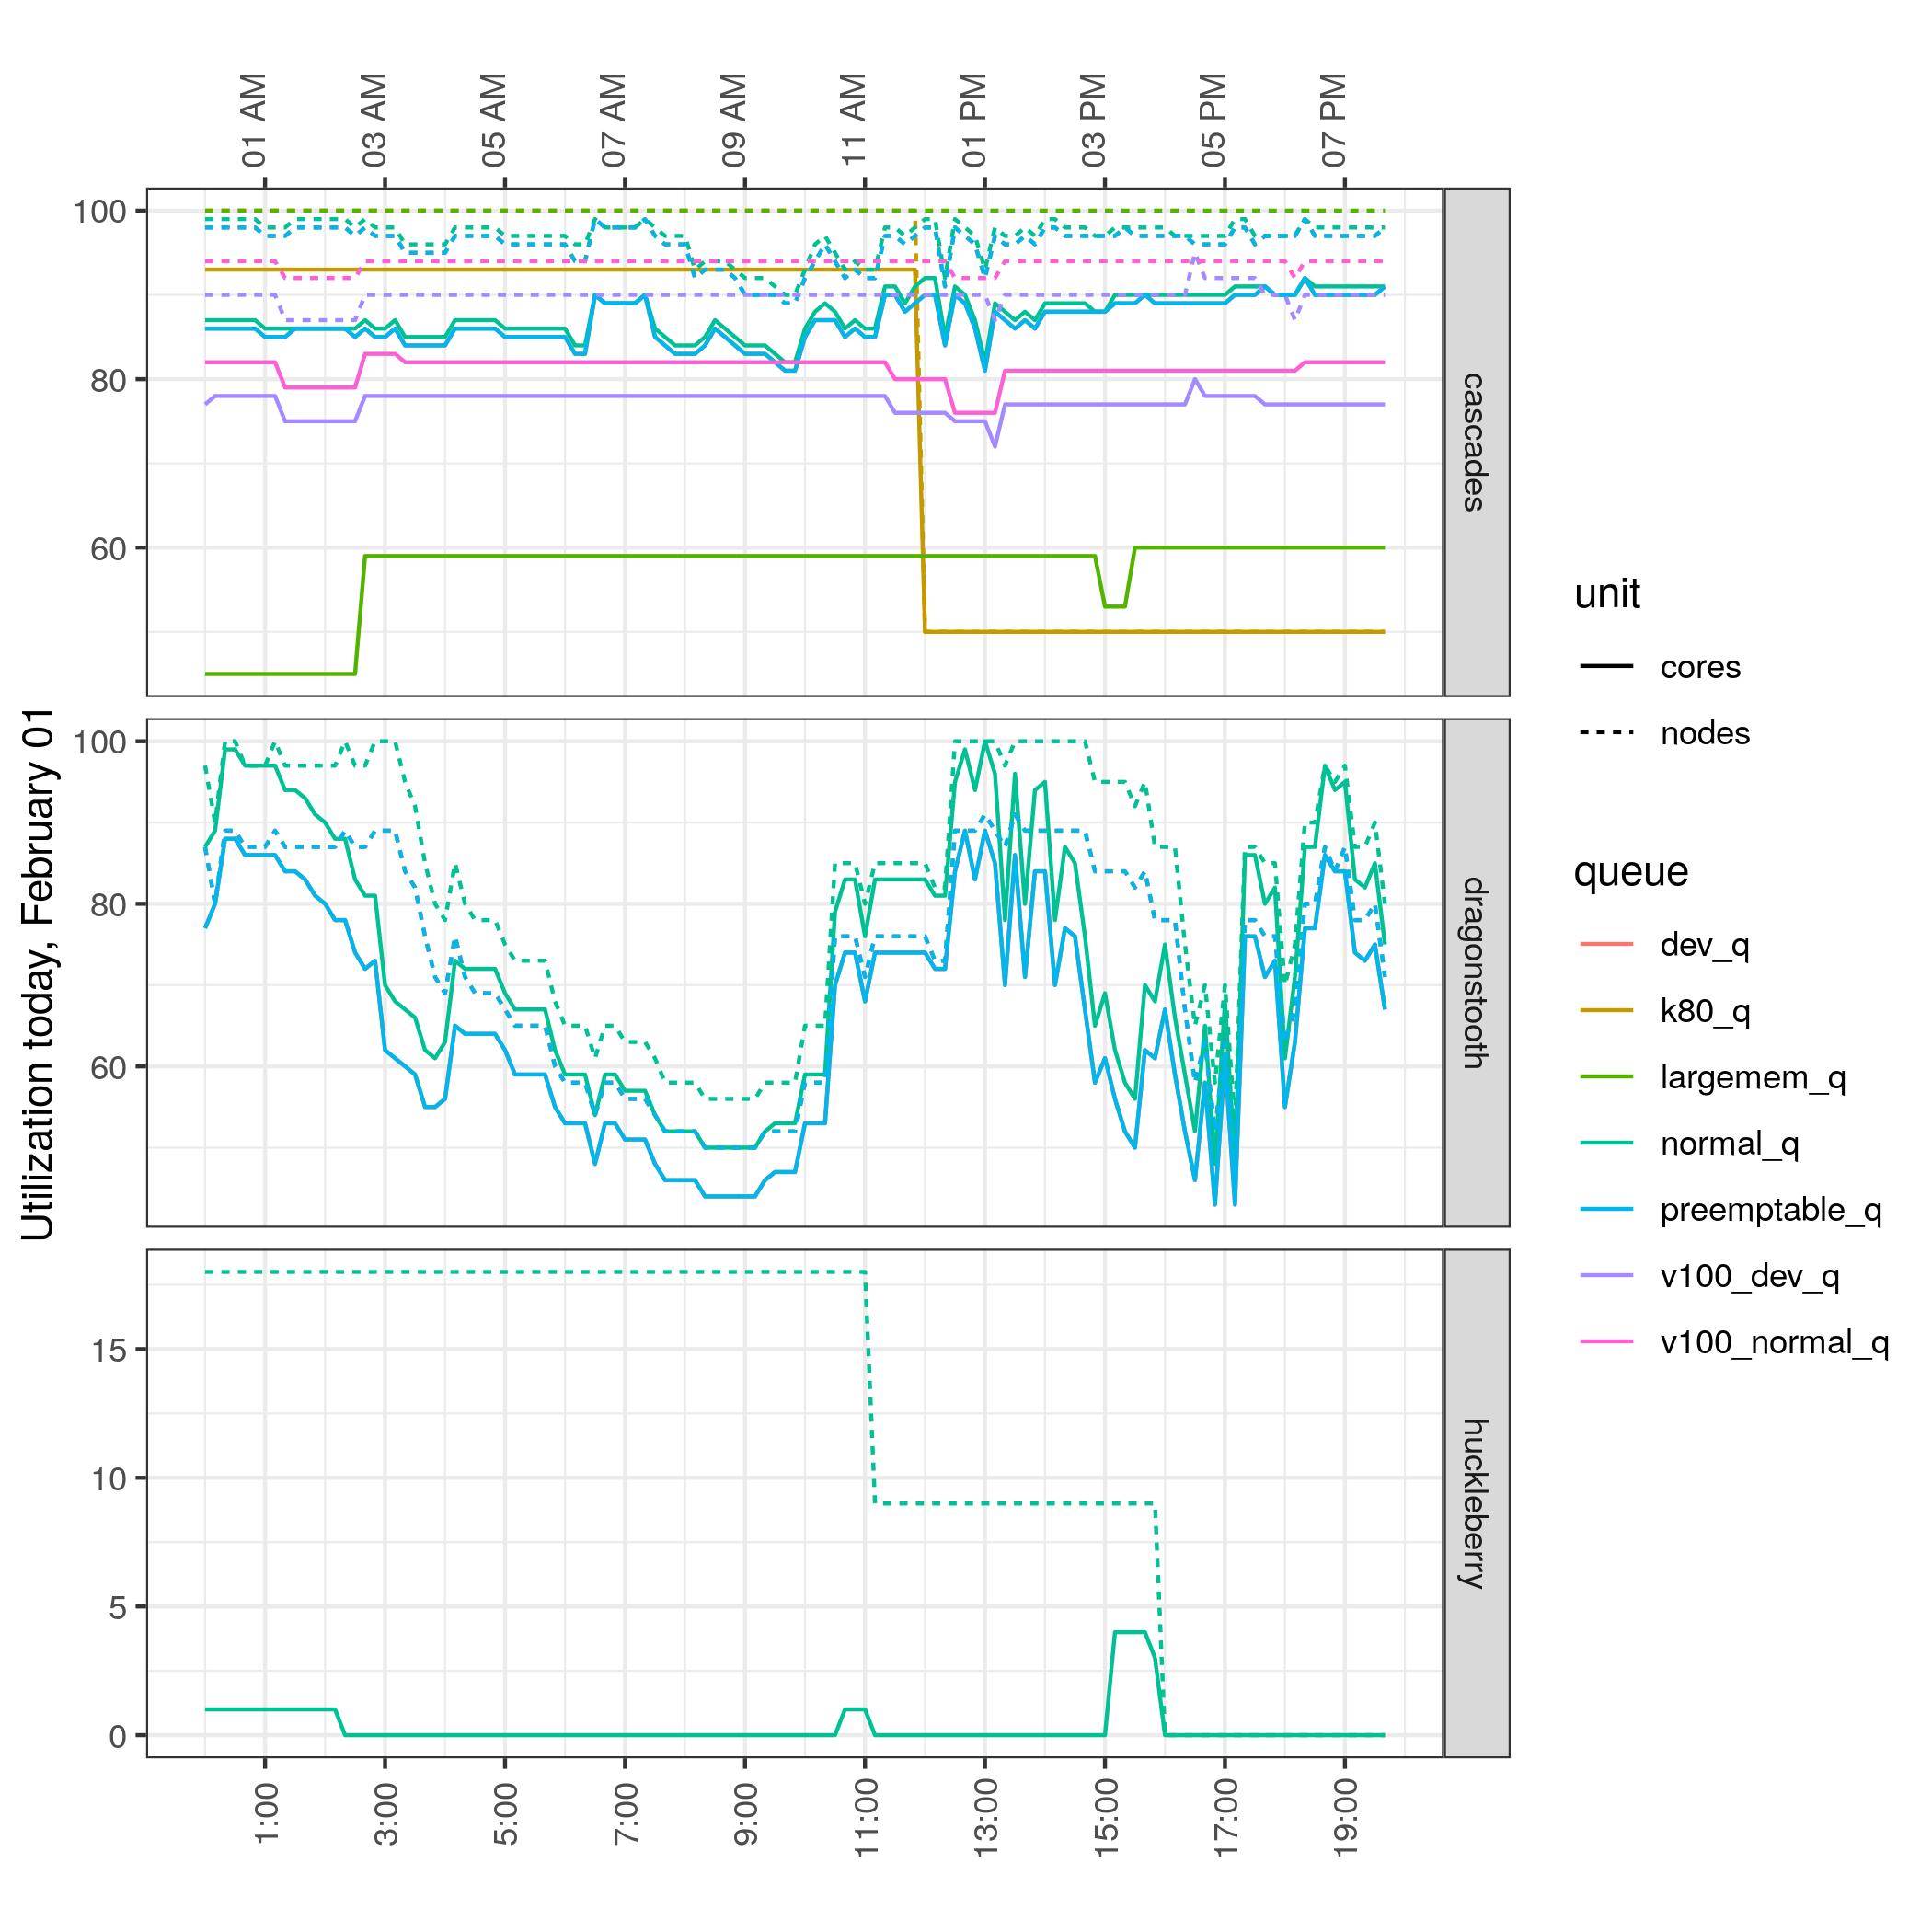 01 AM
03 AM
05 AM
07 AM
09 AM
11 AM
01 PM
03 PM
05 PM
07 PM
Utilization today, February 01
100
80
60
cascades
100
80
60
dragonstooth
15
10
5
0
huckleberry
1:00
3:00
5:00
7:00
9:00
11:00
13:00
15:00
17:00
19:00
unit
cores
nodes
queue
dev_q
k80_q
largemem_q
normal_q
preemptable_q
v100_dev_q
v100_normal_q